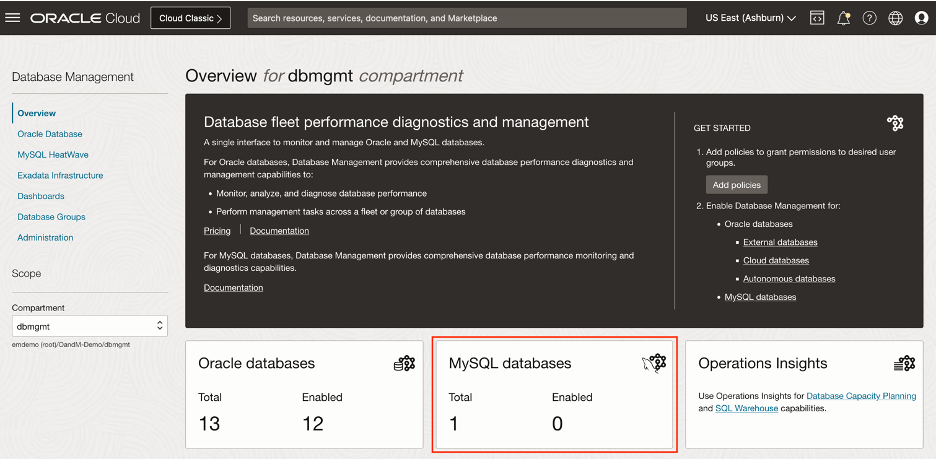 ORACLE Cloud
Cloud Classic >
Search resources, services, documentation, and Marketplace
US East (Ashburn)
Database Management
Overview
Oracle Database
MySQL HeatWave
Exadata Infrastructure
Dashboards
Database Groups
Administration
Scope
Compartment
dbmgmt
emdemo (root)/OandM-Demo/dbmgmt
Overview for dbmgmt compartment
Database fleet performance diagnostics and management
A single interface to monitor and manage Oracle and MySQL databases.
For Oracle databases, Database Management provides comprehensive database performance diagnostics and
management capabilities to:
• Monitor, analyze, and diagnose database performance
• Perform management tasks across a fleet or group of databases
Pricing | Documentation
For MySQL databases, Database Management provides comprehensive database performance monitoring and
diagnostics capabilities.
Documentation
GET STARTED
1. Add policies to grant permissions to desired user
groups.
Add policies
2. Enable Database Management for:
• Oracle databases
▪ External databases
▪ Cloud databases
▪ Autonomous databases
• MySQL databases
Oracle databases
Total Enabled
13 12
MySQL databases
Total Enabled
1 0
Operations Insights
Use Operations Insights for Database Capacity Planning
and SQL Warehouse capabilities.